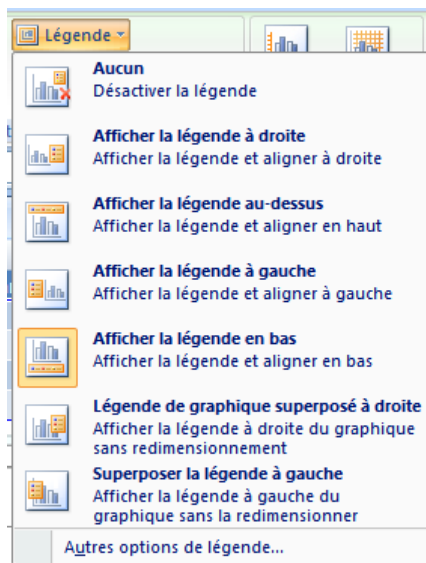 Légende
Aucun
Désactiver la légende
Afficher la légende à droite
Afficher la légende et aligner à droite
Afficher la légende au-dessus
Afficher la légende et aligner en haut
Afficher la légende à gauche
Afficher la légende et aligner à gauche
Afficher la légende en bas
Afficher la légende et aligner en bas
Légende de graphique superposé à droite
Afficher la légende à droite du graphique
sans redimensionnement
Superposer la légende à gauche
Afficher la légende à gauche du
graphique sans la redimensionner
Autres options de légende...